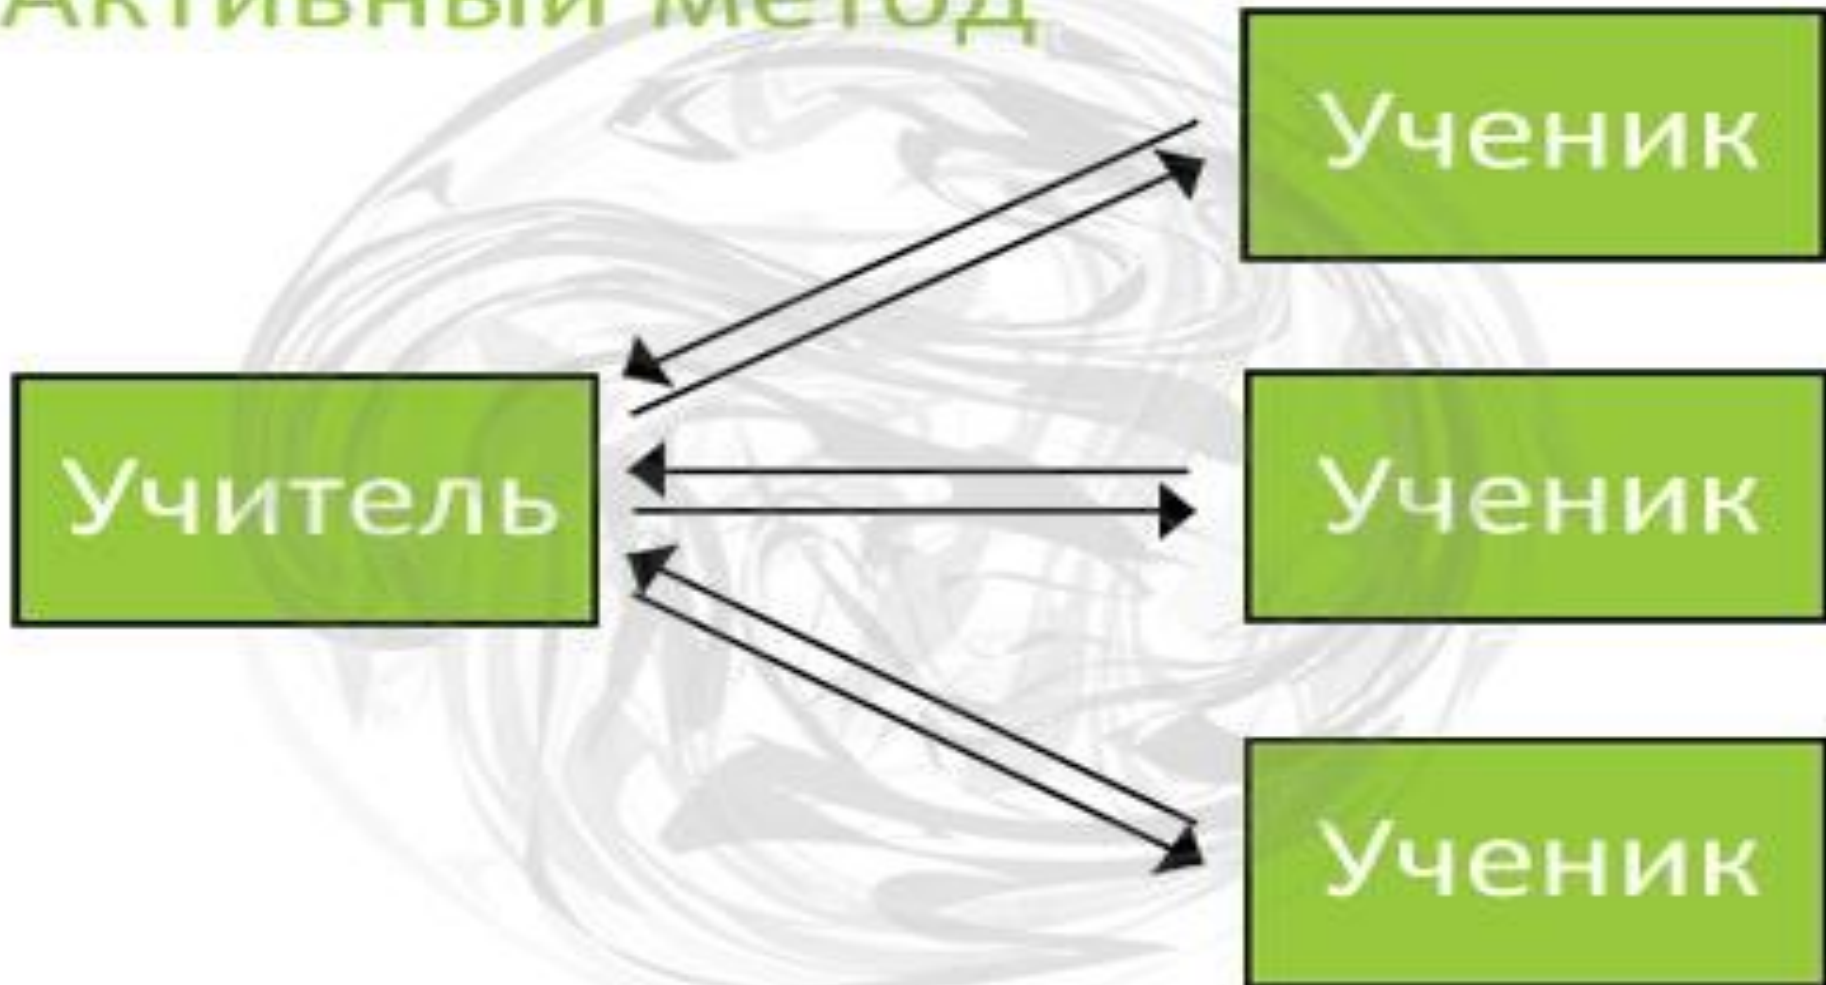 Активный метод
Ученик
Учитель
Ученик
Ученик